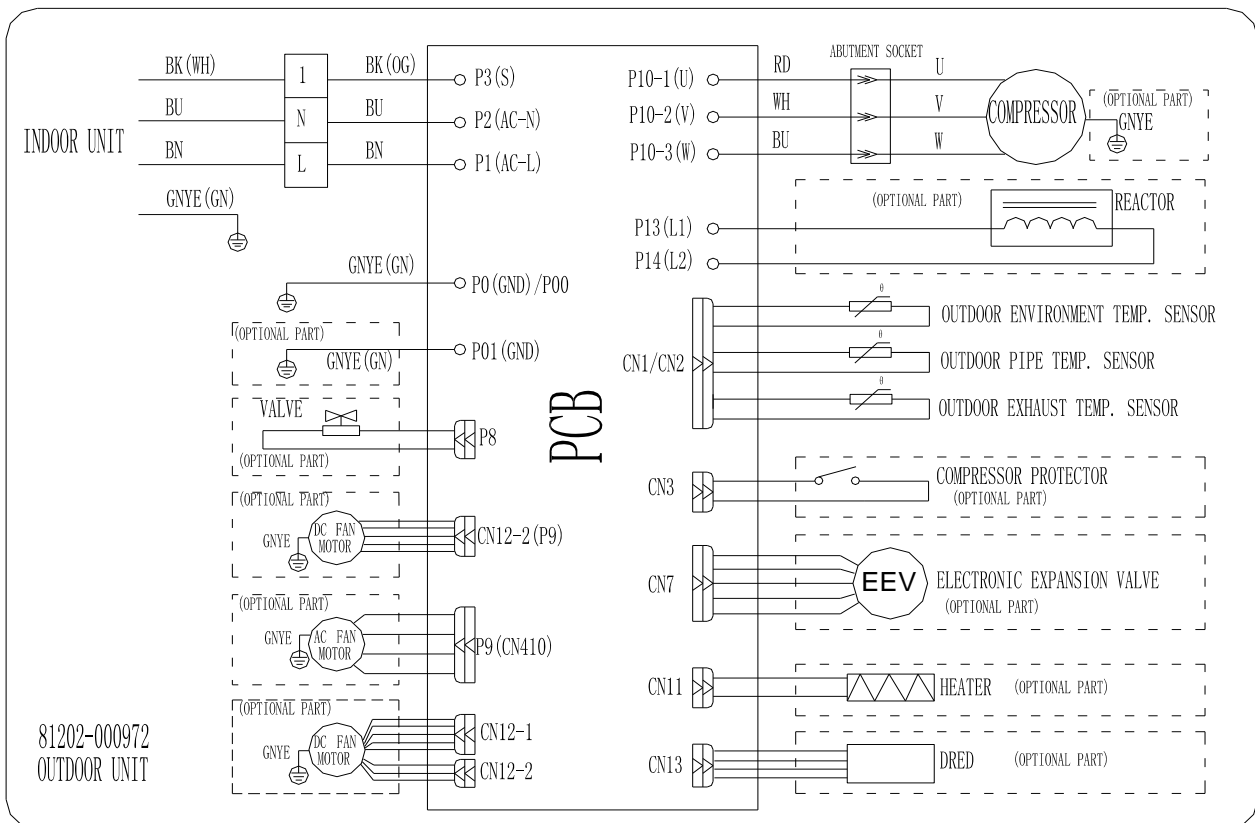 INDOOR UNIT
BK(WH)
BU
BN
GNYE(GN)
1
N
L
BK(OG)
BU
BN
P3(S)
P2(AC-N)
P1(AC-L)
GNYE(GN)
P0(GND)/P00
(OPTIONAL PART)
GNYE(GN)
P01(GND)
VALVE
(OPTIONAL PART)
P8
(OPTIONAL PART)
GNYE
DC FAN
MOTOR
CN12-2(P9)
(OPTIONAL PART)
GNYE
AC FAN
MOTOR
P9(CN410)
(OPTIONAL PART)
GNYE
DC FAN
MOTOR
CN12-1
CN12-2
81202-000972
OUTDOOR UNIT
PCB
ABUTMENT SOCKET
P10-1(U)
RD
U
P10-2(V)
WH
V
P10-3(W)
BU
W
COMPRESSOR
(OPTIONAL PART)
GNYE
(OPTIONAL PART)
REACTOR
P13(L1)
P14(L2)
CN1/CN2
θ
OUTDOOR ENVIRONMENT TEMP. SENSOR
θ
OUTDOOR PIPE TEMP. SENSOR
θ
OUTDOOR EXHAUST TEMP. SENSOR
CN3
COMPRESSOR PROTECTOR
(OPTIONAL PART)
CN7
EEV
ELECTRONIC EXPANSION VALVE
(OPTIONAL PART)
CN11
HEATER (OPTIONAL PART)
CN13
DRED (OPTIONAL PART)